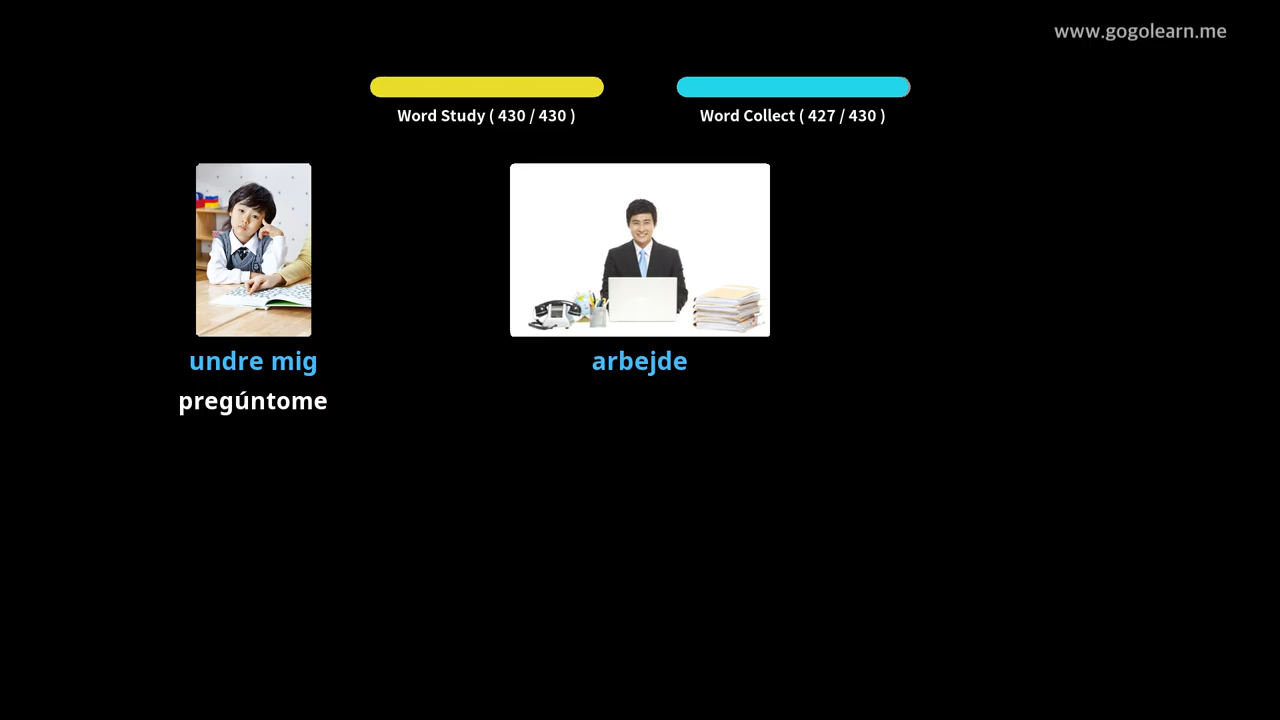 www.gogolearn.me
Word Study ( 430 / 430 )
Word Collect ( 427 / 430 )
undre mig
arbejde
pregúntome